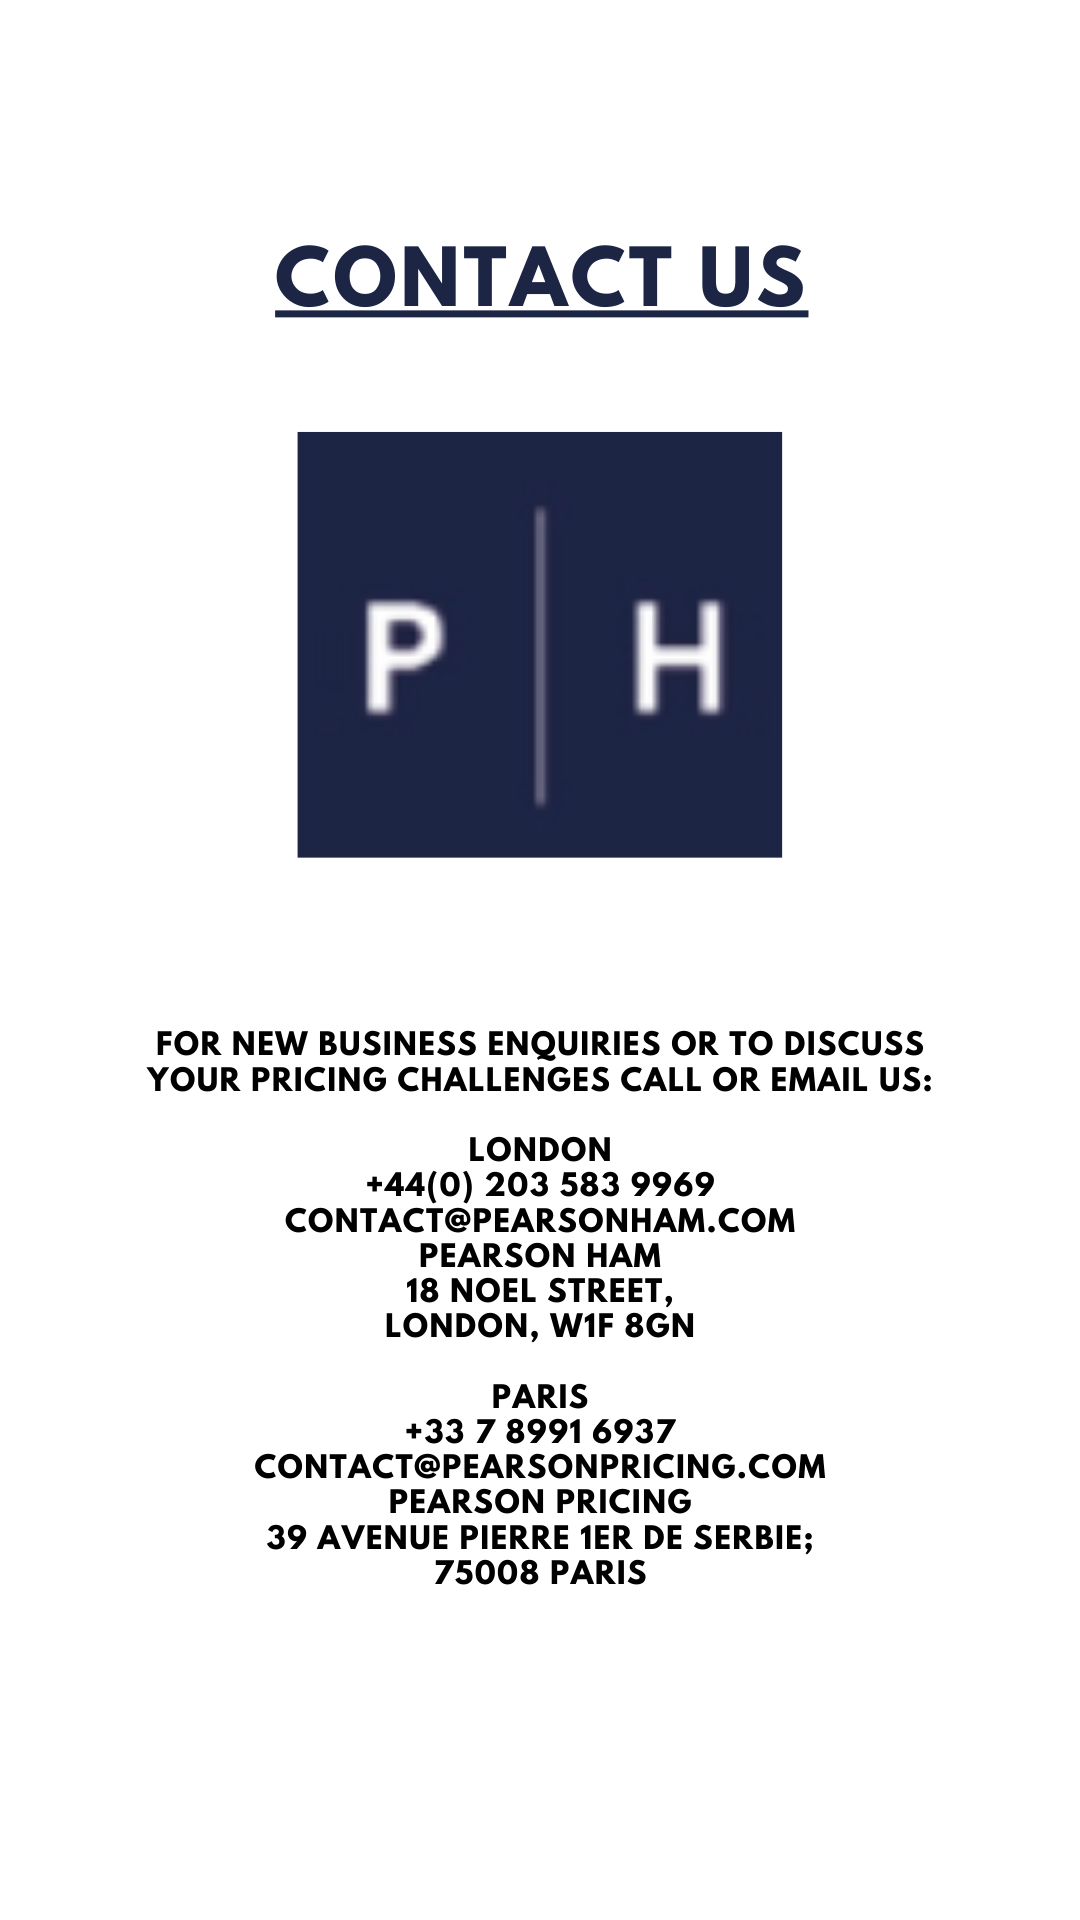 CONTACT US
P | H
FOR NEW BUSINESS ENQUIRIES OR TO DISCUSS
YOUR PRICING CHALLENGES CALL OR EMAIL US:
LONDON
+44(0) 203 583 9969
CONTACT@PEARSONHAM.COM
PEARSON HAM
18 NOEL STREET,
LONDON, W1F 8GN
PARIS
+33 7 8991 6937
CONTACT@PEARSONPRICING.COM
PEARSON PRICING
39 AVENUE PIERRE 1ER DE SERBIE;
75008 PARIS